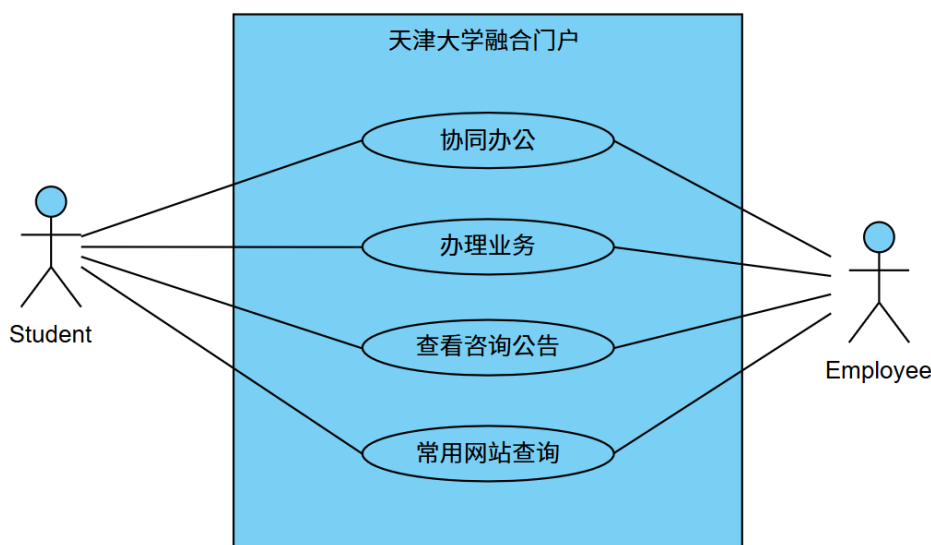 天津大学融合门户
协同办公
办理业务
查看咨询公告
常用网站查询
Student
Employee